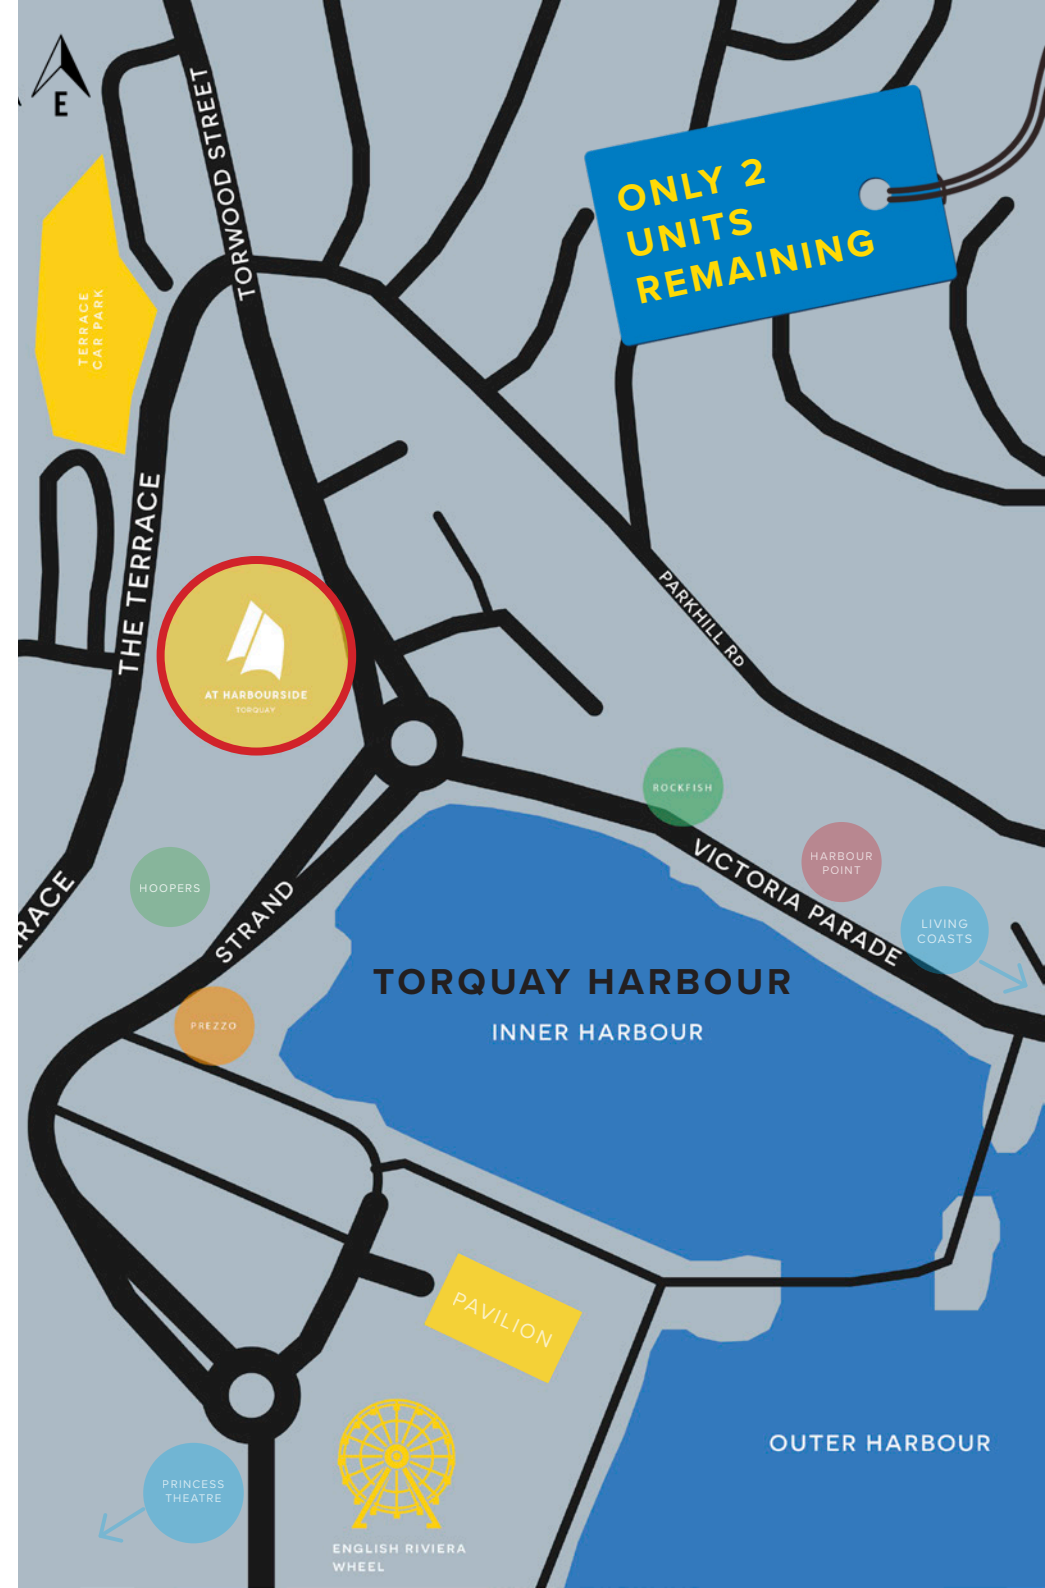 E
TORWOOD STREET
ONLY 2
UNITS
REMAINING
TERRACE
CAR PARK
THE TERRACE
PARKHILL RD
AT HARBOURSIDE
TORQUAY
ROCKFISH
HARBOUR
POINT
VICTORIA PARADE
LIVING
COASTS
HOOPERS
RRACE
STRAND
TORQUAY HARBOUR
INNER HARBOUR
PREZZO
PAVILION
OUTER HARBOUR
PRINCESS
THEATRE
ENGLISH RIVIERA
WHEEL